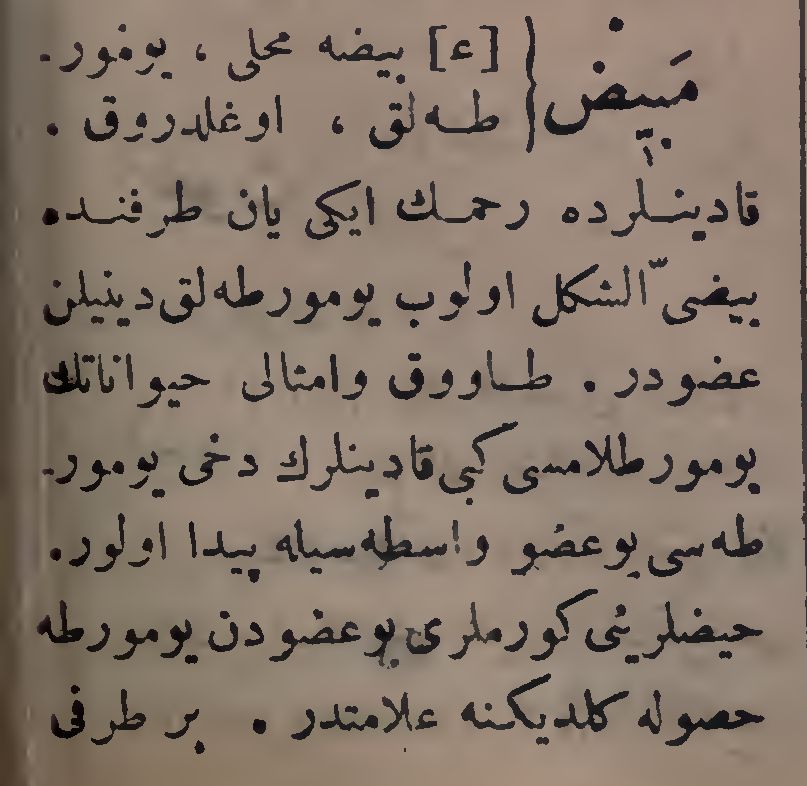 مَبِیض { [ع] بیضه محلی ، یومور-
طه‌لق ، اوغلدروق .
قادینلرده رحمك ایکی یان طرفنده
بیضیّ الشکل اولوب یومورطه‌لق دینیلن
عضودر . طاووق وامثالی حیواناتك
یومورطلامسی کبی قادینلرك دخی یومور-
طه‌سی بو عضو واسطه‌سیله پیدا اولور .
حیضلرینی کورملری بو عضودن یومورطه
حصوله کلدیکنه علامتدر . بر طرفی